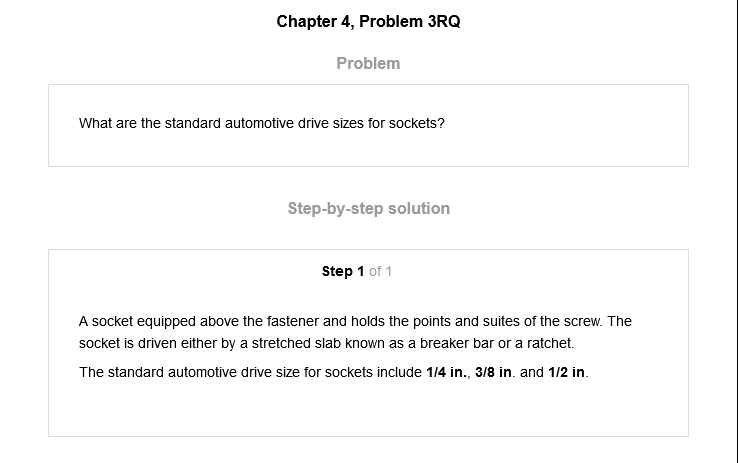 Chapter 4, Problem 3RQ
Problem
What are the standard automotive drive sizes for sockets?
Step-by-step solution
Step 1 of 1
A socket equipped above the fastener and holds the points and suites of the screw. The
socket is driven either by a stretched slab known as a breaker bar or a ratchet.
The standard automotive drive size for sockets include 1/4 in., 3/8 in. and 1/2 in.